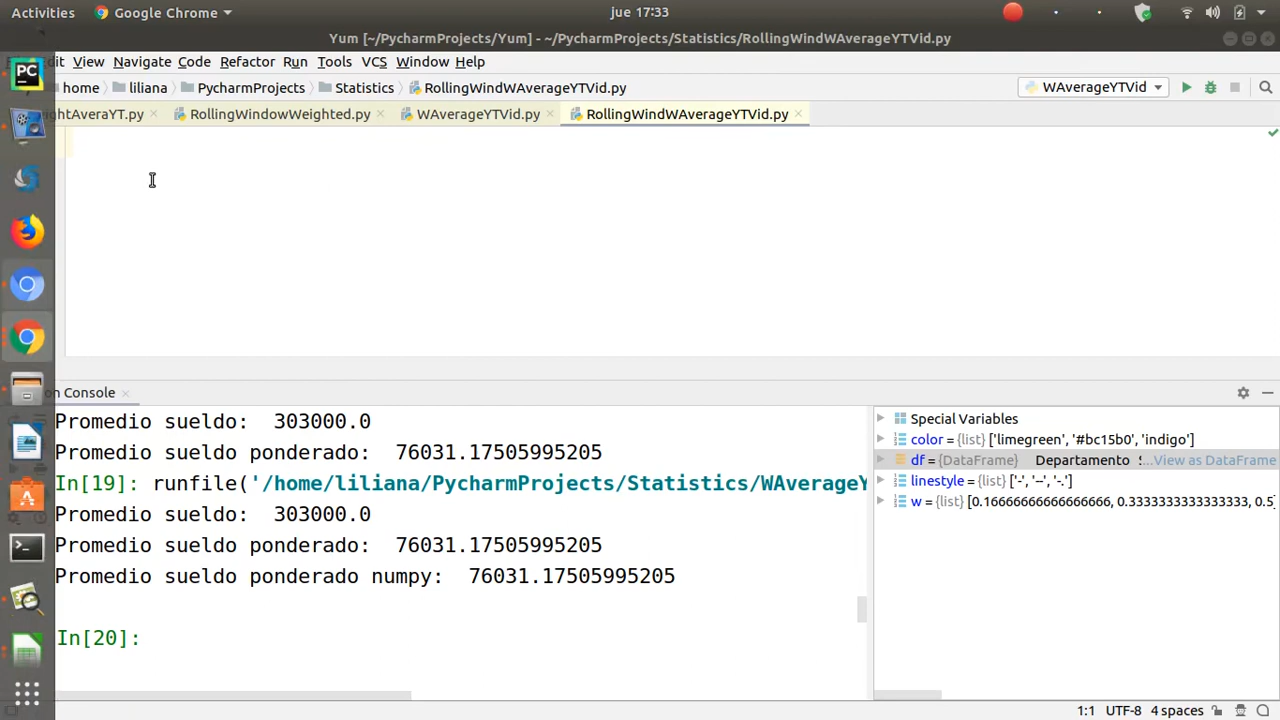 Activities Google Chrome jue 17:33
Yum [~/PycharmProjects/Yum] - ~/PycharmProjects/Statistics/RollingWindWAverageYTVid.py
it View Navigate Code Refactor Run Tools VCS Window Help
home liliana PycharmProjects Statistics RollingWindWAverageYTVid.py WAverageYTVid
ghtAveraYT.py RollingWindowWeighted.py WAverageYTVid.py RollingWindWAverageYTVid.py
PC
on Console
Promedio sueldo: 303000.0
Promedio sueldo ponderado: 76031.17505995205
In[19]: runfile('/home/liliana/PycharmProjects/Statistics/WAverageY
Promedio sueldo: 303000.0
Promedio sueldo ponderado: 76031.17505995205
Promedio sueldo ponderado numpy: 76031.17505995205
In[20]:
Special Variables
color = {list} ['limegreen', '#bc15b0', 'indigo']
df = {DataFrame} Departamento ...View as DataFrame
linestyle = {list} ['-', '--', '-.']
w = {list} [0.16666666666666666, 0.3333333333333333, 0.5]
1:1 UTF-8 4 spaces